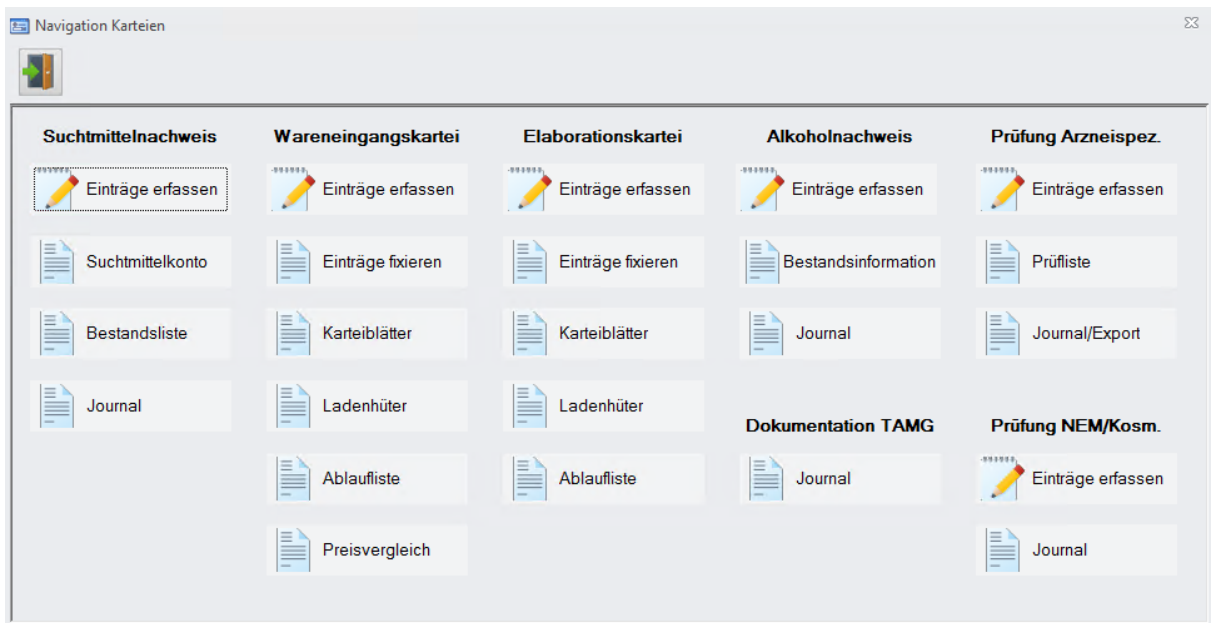 Navigation Karteien
Suchtmittelnachweis Wareneingangskartei Elaborationskartei Alkoholnachweis Prüfung Arzneispez.
Einträge erfassen Einträge erfassen Einträge erfassen Einträge erfassen Einträge erfassen
Suchtmittelkonto Einträge fixieren Einträge fixieren Bestandsinformation Prüfliste
Bestandsliste Karteiblätter Karteiblätter Journal Journal/Export
Journal Ladenhüter Ladenhüter
Dokumentation TAMG Prüfung NEM/Kosm.
Ablaufliste Ablaufliste Journal Einträge erfassen
Preisvergleich Journal